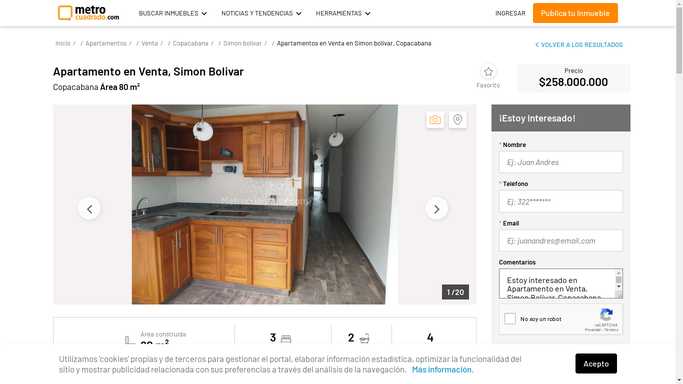 metro
cuadrado.com
BUSCAR INMUEBLES
NOTICIAS Y TENDENCIAS
HERRAMIENTAS
INGRESAR
Publica tu Inmueble
Inicio / / Apartamentos / / Venta / / Copacabana / / Simon bolivar / / Apartamentos en Venta en Simon bolivar, Copacabana
VOLVER A LOS RESULTADOS
Apartamento en Venta, Simon Bolivar
Copacabana Área 80 m²
Favorito
Precio
$258.000.000
1 / 20
¡Estoy Interesado!
* Nombre
Ej: Juan Andres
* Teléfono
Ej: 322*******
* Email
Ej: juanandres@email.com
Comentarios
Estoy interesado en
Apartamento en Venta,
Simon Bolivar, Copacabana
No soy un robot
reCAPTCHA
Privacidad - Términos
Área construida
80 m²
3
2
4
Utilizamos 'cookies' propias y de terceros para gestionar el portal, elaborar información estadística, optimizar la funcionalidad del
sitio y mostrar publicidad relacionada con sus preferencias a través del análisis de la navegación. Más información.
Acepto